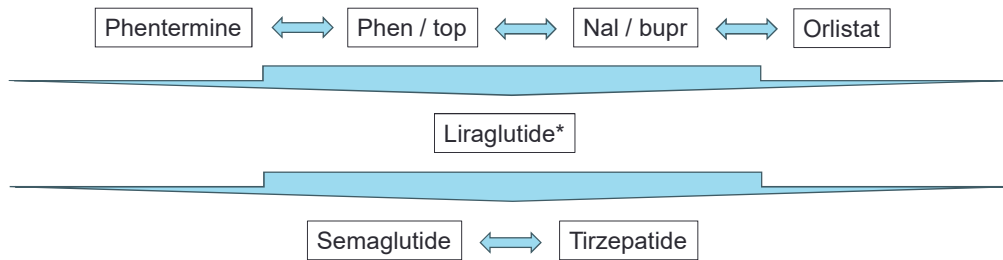 Phentermine Phen / top Nal / bupr Orlistat
Liraglutide*
Semaglutide Tirzepatide